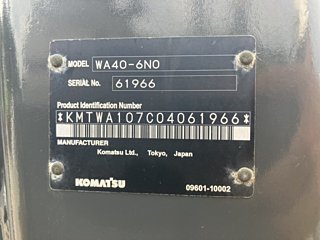 MODEL WA40-6N0
SERIAL No. 61966
Product Identification Number
*KMTWA107C04061966*
MANUFACTURER
Komatsu Ltd., Tokyo, Japan
KOMATSU 09601-10002